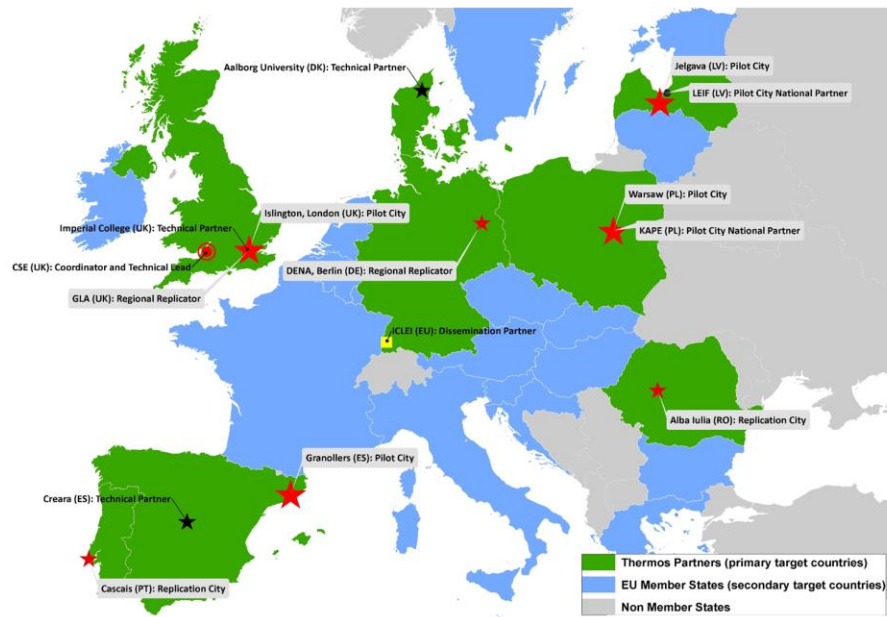 Aalborg University (DK): Technical Partner
Jelgava (LV): Pilot City
LEIF (LV): Pilot City National Partner
Warsaw (PL): Pilot City
KAPE (PL): Pilot City National Partner
Islington, London (UK): Pilot City
Imperial College (UK): Technical Partner
CSE (UK): Coordinator and Technical Lead
GLA (UK): Regional Replicator
DENA, Berlin (DE): Regional Replicator
ICLEI (EU): Dissemination Partner
Alba Iulia (RO): Replication City
Granollers (ES): Pilot City
Creara (ES): Technical Partner
Cascais (PT): Replication City
Thermos Partners (primary target countries)
EU Member States (secondary target countries)
Non Member States